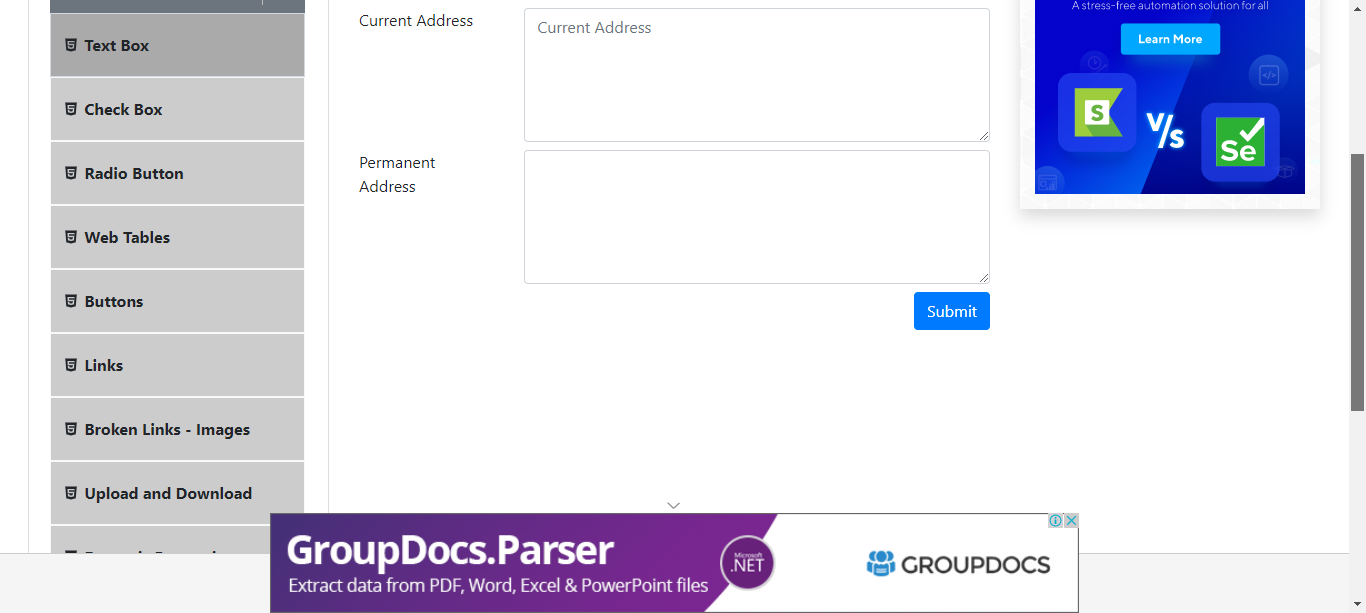 Text Box
Check Box
Radio Button
Web Tables
Buttons
Links
Broken Links - Images
Upload and Download
Current Address
Current Address
Permanent
Address
Submit
A stress-free automation solution for all
Learn More
S
V/s
Se
GroupDocs.Parser
Extract data from PDF, Word, Excel & PowerPoint files
Microsoft
.NET
GROUPDOCS